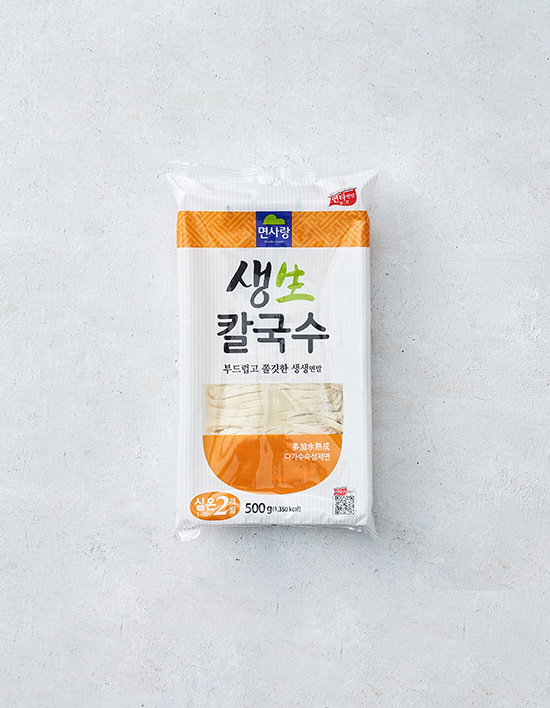 면사랑
생生
칼국수
부드럽고 쫄깃한 생생면발
多加水熟成
다가수숙성제면
실온2개월
500g(1,350 kcal)